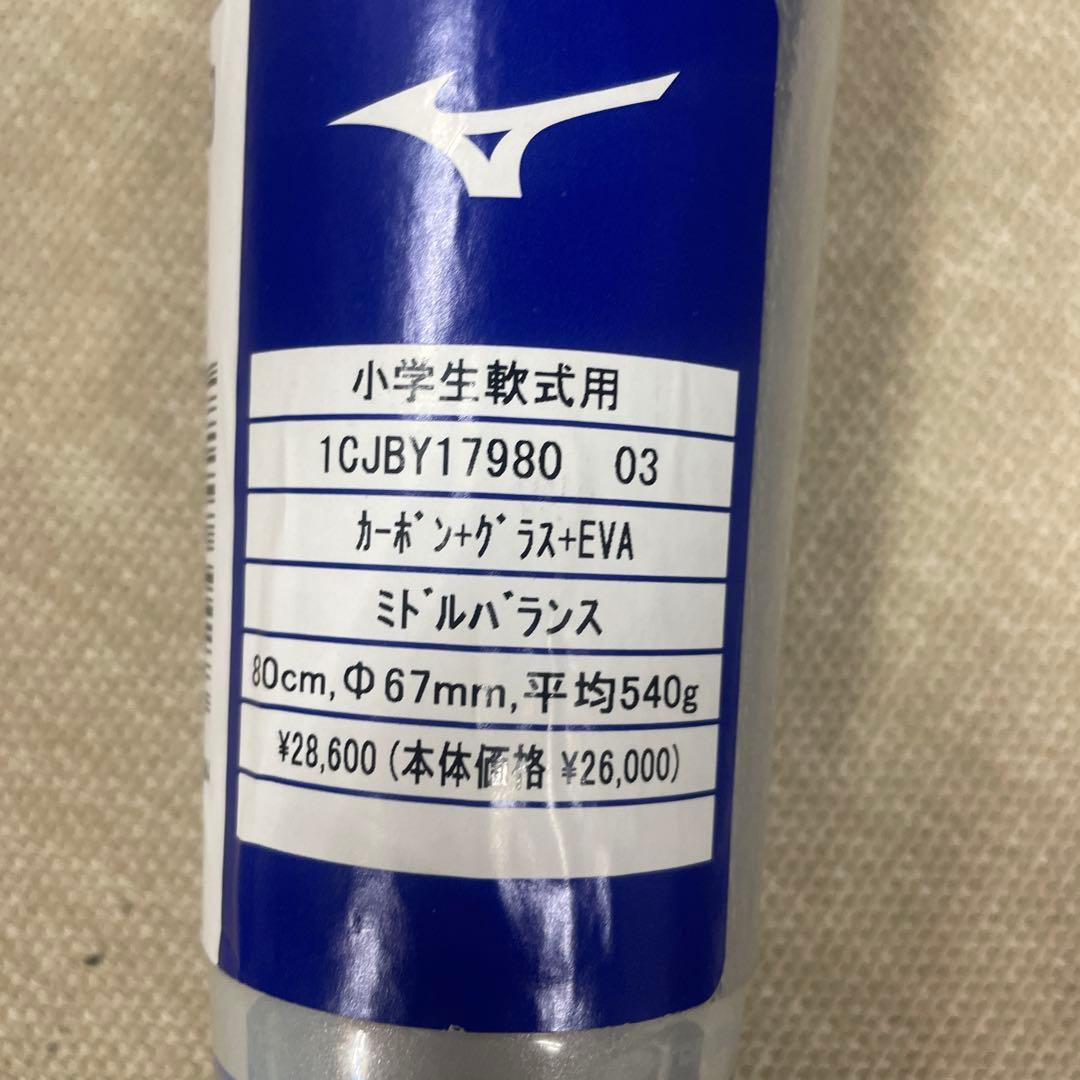 小学生軟式用
1CJBY17980 03
ｶｰﾎﾞﾝ+ｸﾞﾗｽ+EVA
ミドルバランス
80cm,Φ67mm,平均540g
¥28,600 (本体価格 ¥26,000)